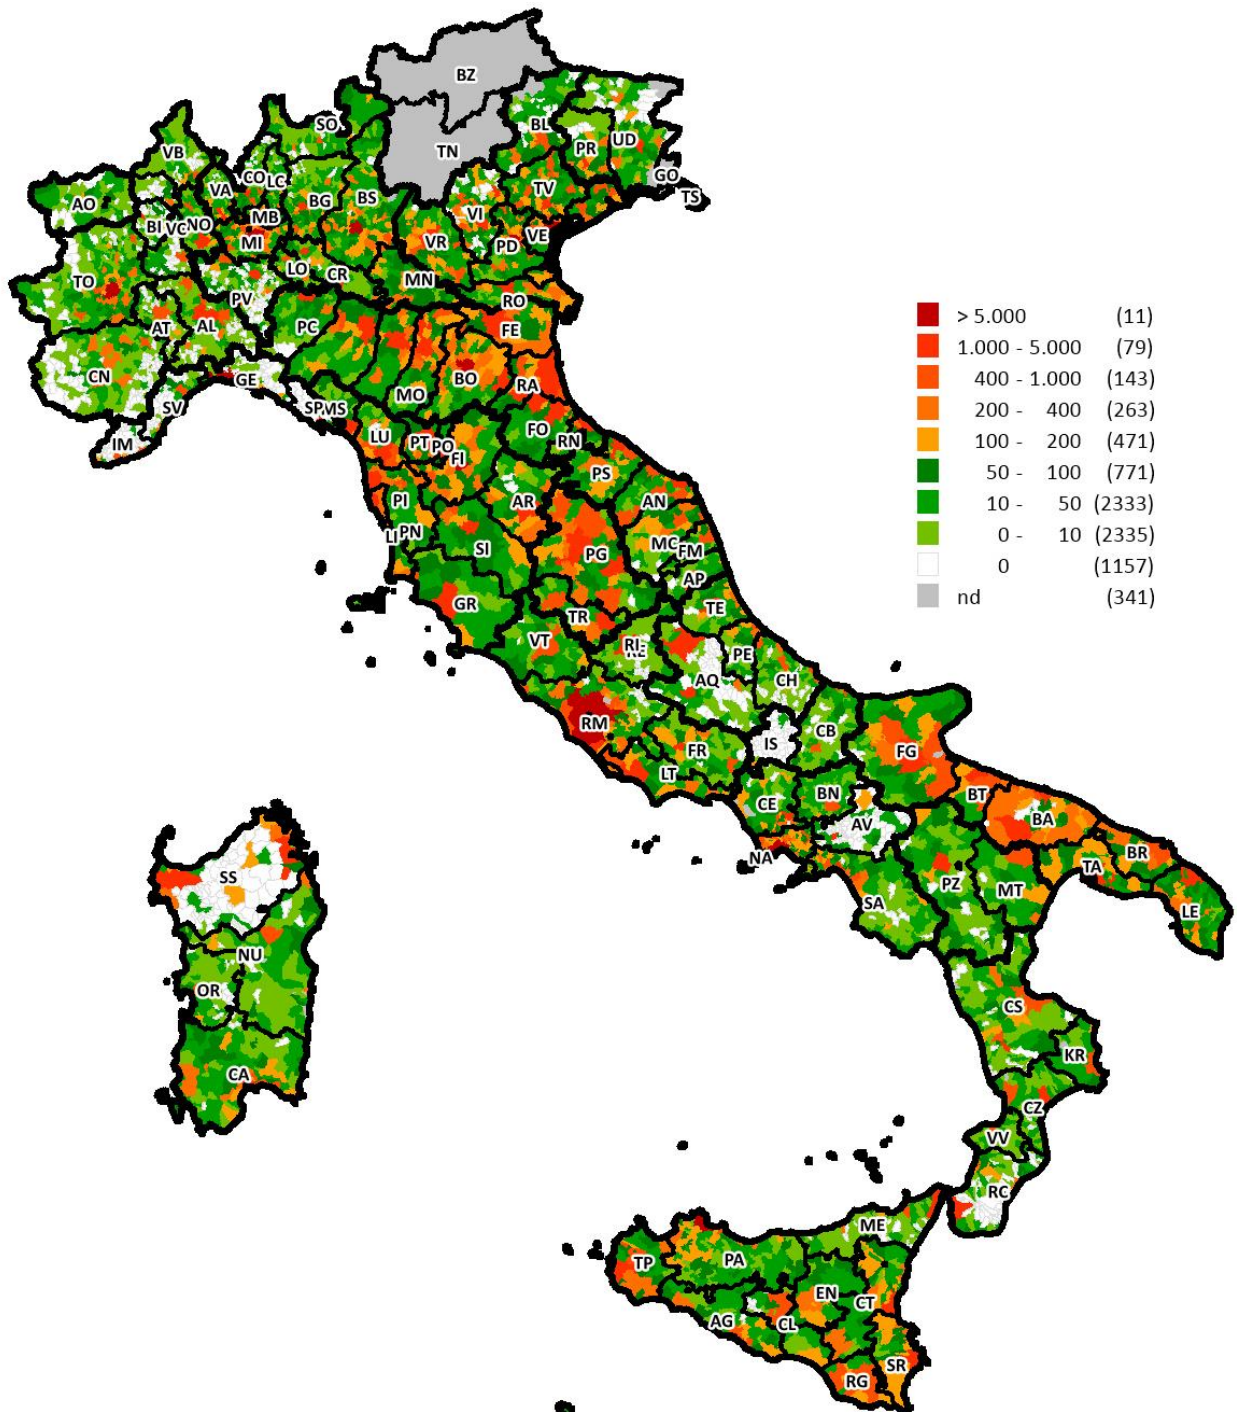 BZ
SO
BL
TN
PR
UD
VB
GO
CO
LC
VA
TV
TS
AO
BG
BS
VI
MB
BI
VC
NO
MI
VR
PD
VE
LO
CR
MN
TO
PV
RO
AT
AL
PC
FE
CN
GE
BO
RA
MO
SV
SP
MS
IM
LU
PT
PO
FI
FO
RN
PS
PI
AR
AN
LI
PN
SI
MC
FM
PG
AP
GR
TR
TE
VT
RI
PE
AQ
CH
RM
IS
CB
FR
FG
LT
CE
BN
BT
AV
BA
NA
BR
TA
PZ
MT
SA
LE
SS
NU
OR
CS
CA
KR
CZ
VV
RC
ME
TP
PA
EN
CT
AG
CL
SR
RG
> 5.000 (11)
1.000 - 5.000 (79)
400 - 1.000 (143)
200 - 400 (263)
100 - 200 (471)
50 - 100 (771)
10 - 50 (2333)
0 - 10 (2335)
0 (1157)
nd (341)